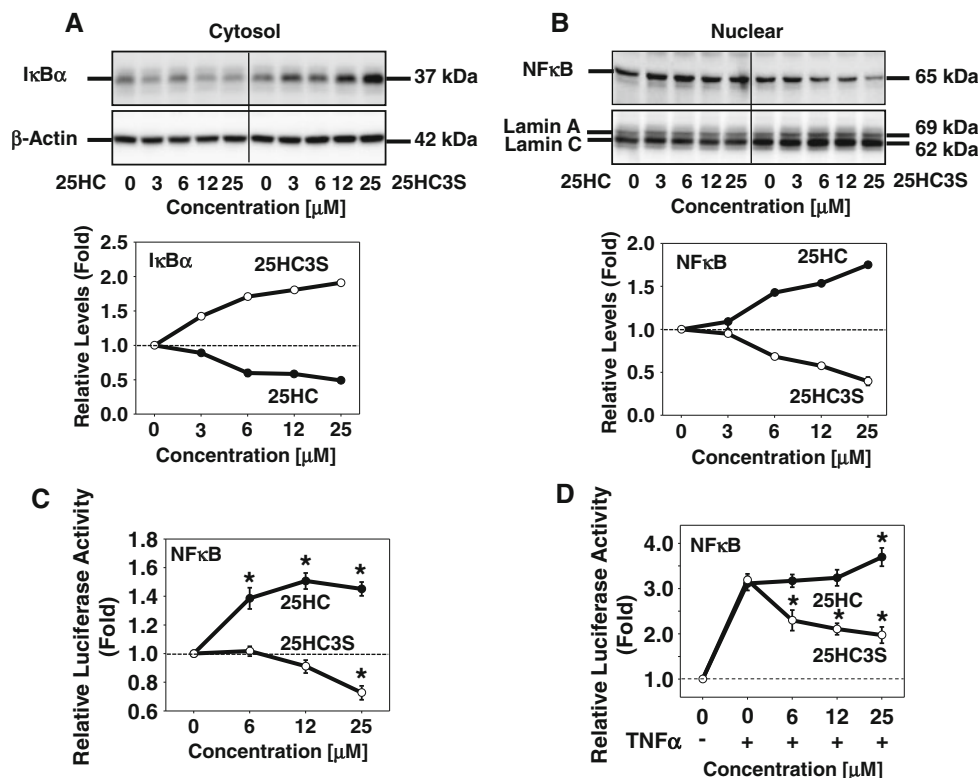 A
Cytosol
IκBα
37 kDa
β-Actin
42 kDa
25HC 0 3 6 12 25 0 3 6 12 25 25HC3S
Concentration [μM]
Relative Levels (Fold)
2.5
2.0
1.5
1.0
0.5
0.0
IκBα
25HC3S
25HC
0 3 6 12 25
Concentration [μM]
B
Nuclear
NFκB
65 kDa
Lamin A
69 kDa
Lamin C
62 kDa
25HC 0 3 6 12 25 0 3 6 12 25 25HC3S
Concentration [μM]
Relative Levels (Fold)
2.0
1.5
1.0
0.5
0.0
NFκB
25HC
25HC3S
0 3 6 12 25
Concentration [μM]
C
Relative Luciferase Activity
(Fold)
1.8
1.6
1.4
1.2
1.0
0.8
0.6
NFκB
* * *
25HC
25HC3S
*
0 6 12 25
Concentration [μM]
D
Relative Luciferase Activity
(Fold)
4.0
3.0
2.0
1.0
NFκB
*
25HC
* * *
25HC3S
0 0 6 12 25
TNFα - + + + +
Concentration [μM]